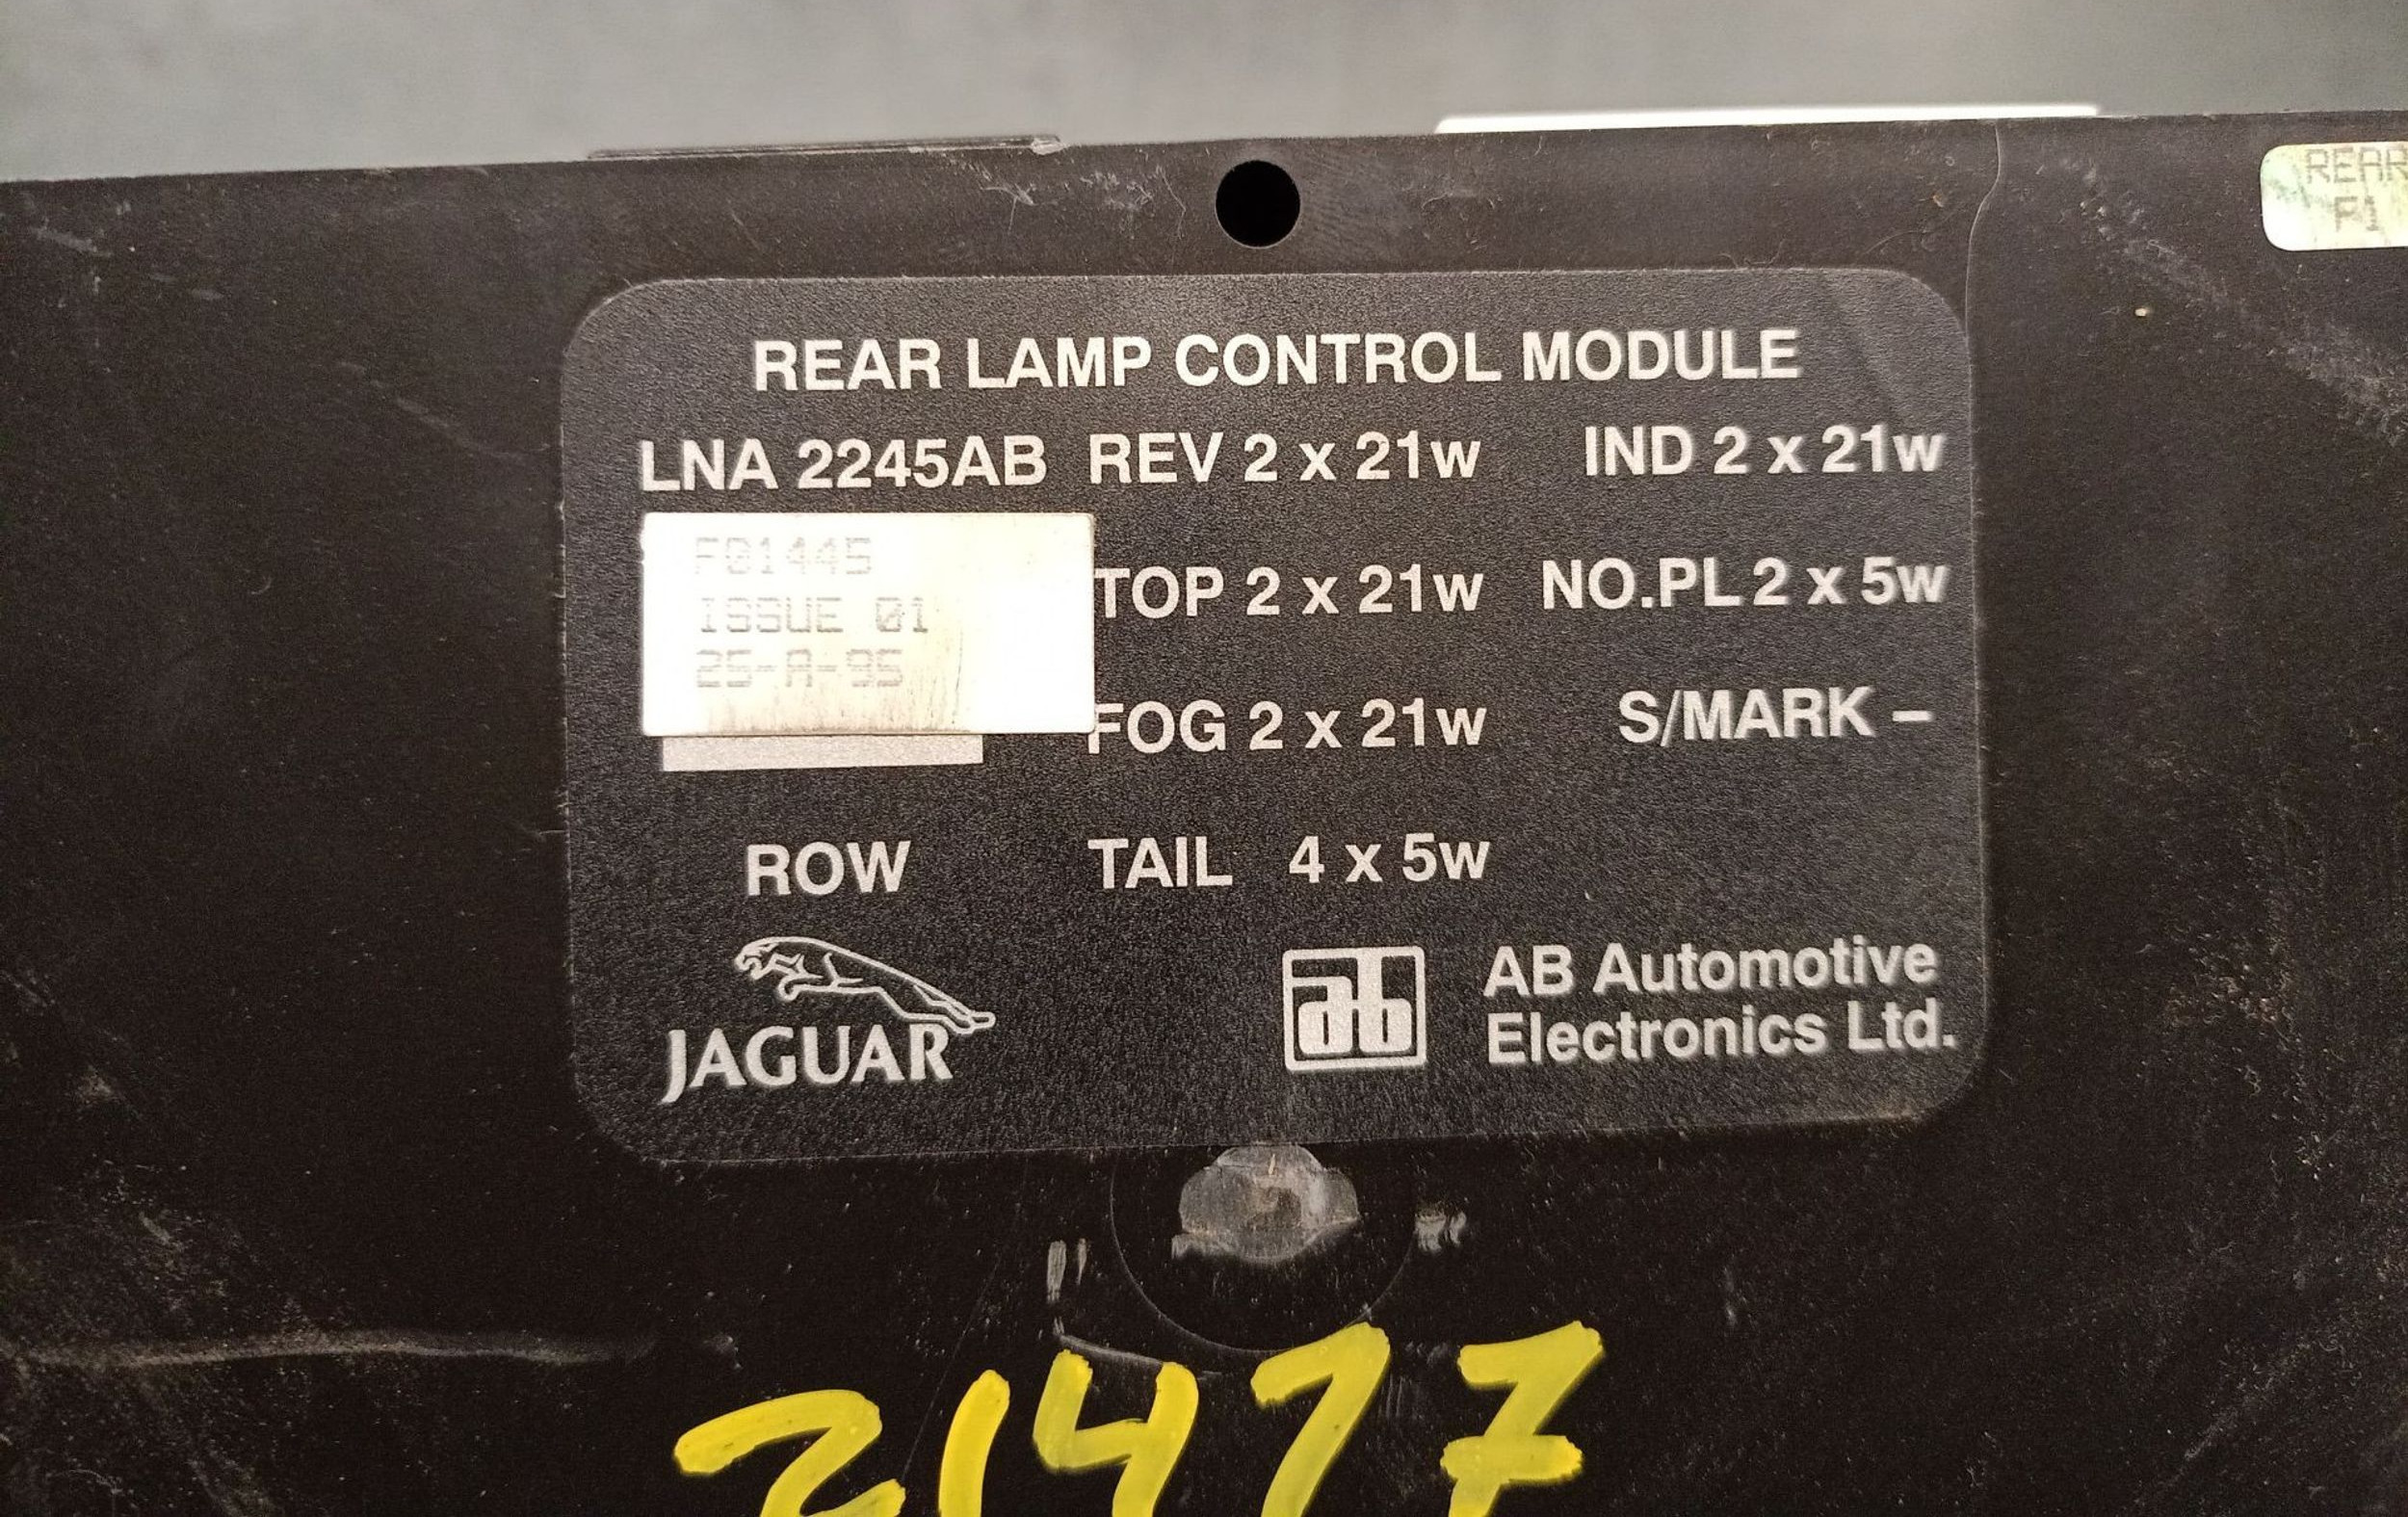 REAR
F1
REAR LAMP CONTROL MODULE
LNA 2245AB REV 2 x 21w IND 2 x 21w
F01445
ISSUE 01
25-A-95
TOP 2 x 21w NO.PL 2 x 5w
FOG 2 x 21w S/MARK –
ROW TAIL 4 x 5w
JAGUAR
ab AB Automotive
Electronics Ltd.
21477